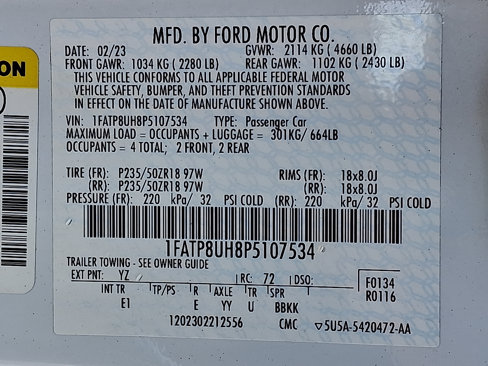 MFD. BY FORD MOTOR CO.
DATE: 02/23 GVWR: 2114 KG ( 4660 LB)
FRONT GAWR: 1034 KG ( 2280 LB) REAR GAWR: 1102 KG ( 2430 LB)
THIS VEHICLE CONFORMS TO ALL APPLICABLE FEDERAL MOTOR
VEHICLE SAFETY, BUMPER, AND THEFT PREVENTION STANDARDS
IN EFFECT ON THE DATE OF MANUFACTURE SHOWN ABOVE.
VIN: 1FATP8UH8P5107534 TYPE: Passenger Car
MAXIMUM LOAD = OCCUPANTS + LUGGAGE = 301KG/ 664LB
OCCUPANTS = 4 TOTAL; 2 FRONT, 2 REAR
TIRE (FR): P235/50ZR18 97W RIMS (FR): 18x8.0J
(RR): P235/50ZR18 97W (RR): 18x8.0J
PRESSURE: (FR) 220 kPa/ 32 PSI COLD (RR) 220 kPa/ 32 PSI COLD
1FATP8UH8P5107534
TRAILER TOWING - SEE OWNER GUIDE
EXT PNT: YZ RC: 72 DSO: F0134
INT TR TP/PS R AXLE TR SPR R0116
E1 E YY U BBKK
1202302212556 CMC 5U5A-5420472-AA
ON